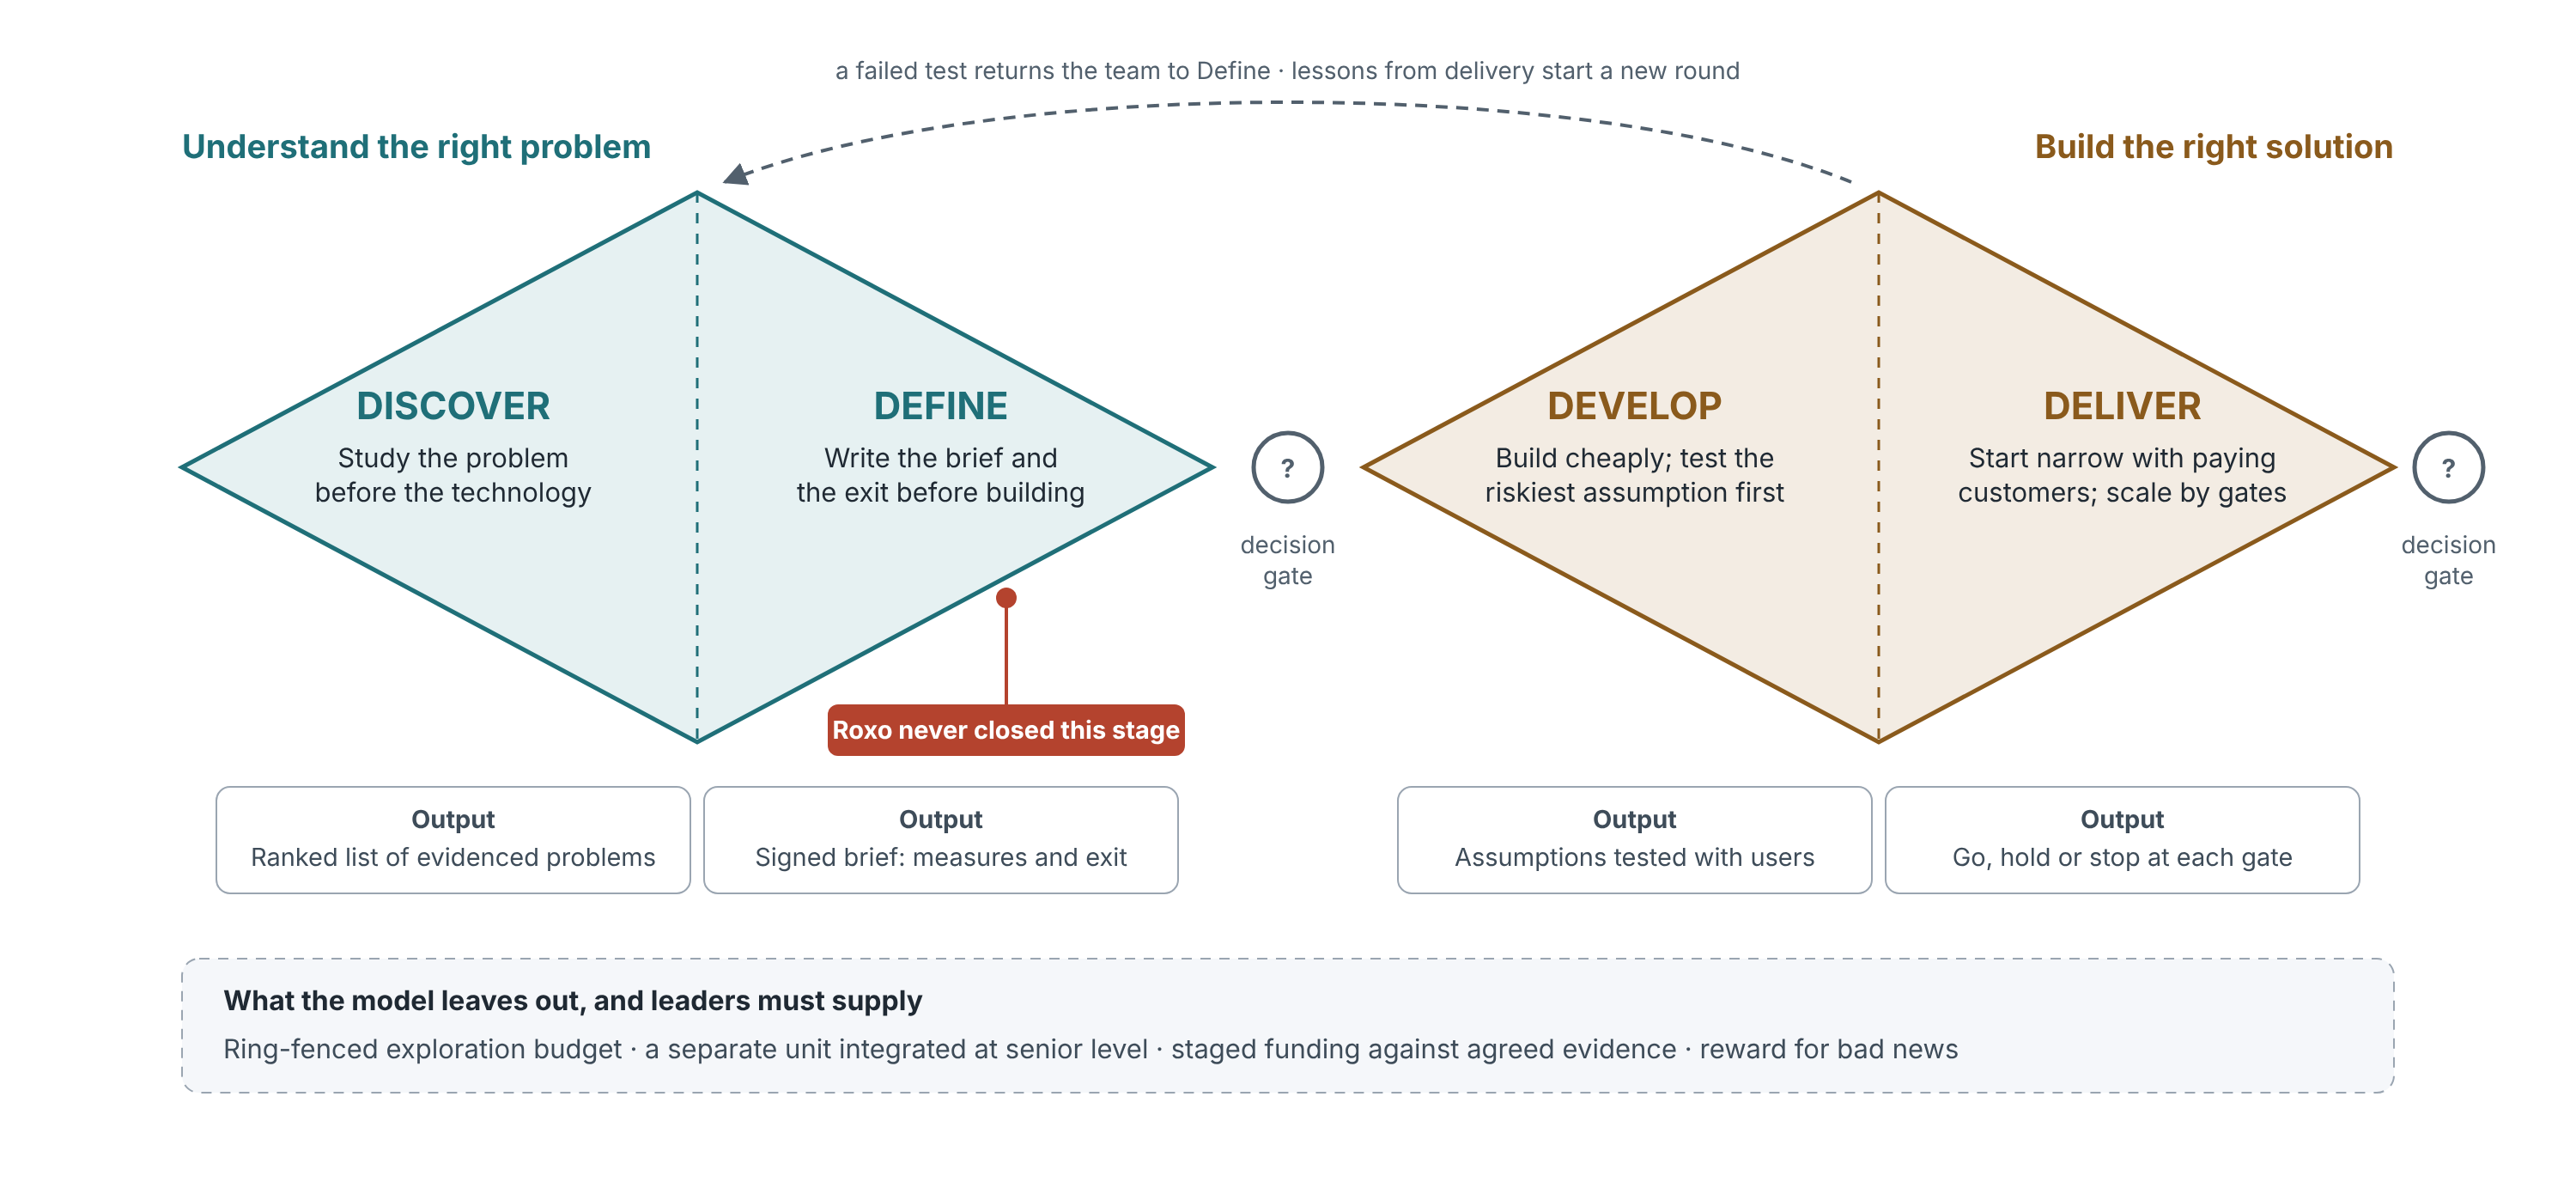 a failed test returns the team to Define · lessons from delivery start a new round
Understand the right problem
Build the right solution
DISCOVER
Study the problem
before the technology
DEFINE
Write the brief and
the exit before building
?
decision
gate
DEVELOP
Build cheaply; test the
riskiest assumption first
DELIVER
Start narrow with paying
customers; scale by gates
?
decision
gate
Roxo never closed this stage
Output
Ranked list of evidenced problems
Output
Signed brief: measures and exit
Output
Assumptions tested with users
Output
Go, hold or stop at each gate
What the model leaves out, and leaders must supply
Ring-fenced exploration budget · a separate unit integrated at senior level · staged funding against agreed evidence · reward for bad news